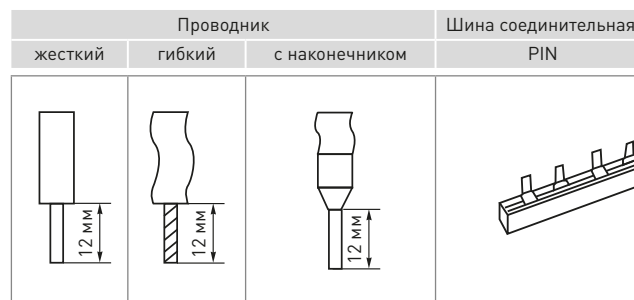 Проводник
Шина соединительная
жесткий
гибкий
с наконечником
PIN
12 мм
12 мм
12 мм